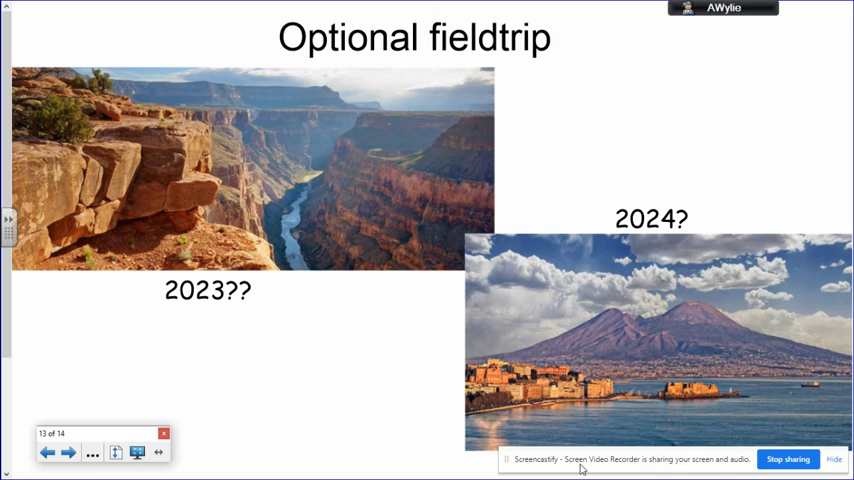 AWylie
Optional fieldtrip
2024?
2023??
13 of 14
Screencastify - Screen Video Recorder is sharing your screen and audio.
Stop sharing
Hide